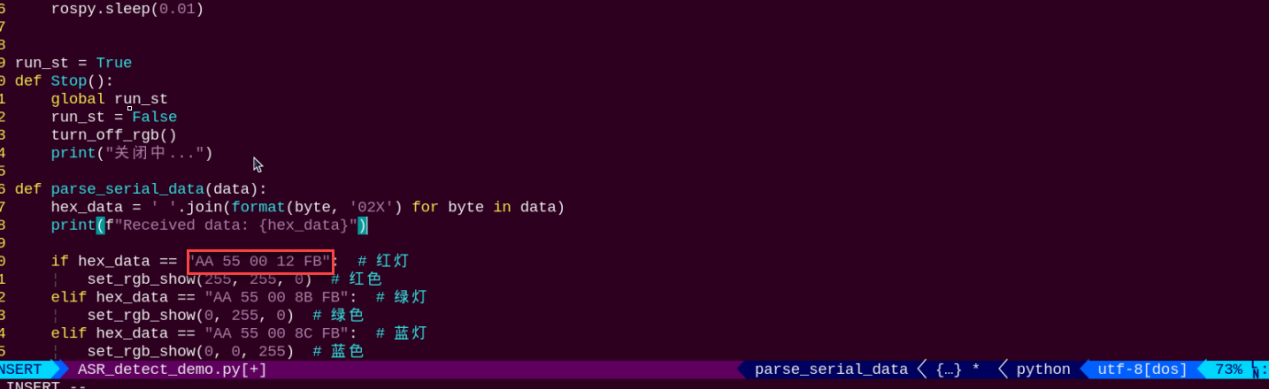 6     rospy.sleep(0.01)
7
8
9 run_st = True
0 def Stop():
1     global run_st
2     run_st = False
3     turn_off_rgb()
4     print("关闭中...")
5
6 def parse_serial_data(data):
7     hex_data = ' '.join(format(byte, '02X') for byte in data)
8     print(f"Received data: {hex_data}")
9
0     if hex_data == "AA 55 00 12 FB":  # 红灯
1     ¦   set_rgb_show(255, 255, 0)  # 红色
2     elif hex_data == "AA 55 00 8B FB":  # 绿灯
3     ¦   set_rgb_show(0, 255, 0)  # 绿色
4     elif hex_data == "AA 55 00 8C FB":  # 蓝灯
5     ¦   set_rgb_show(0, 0, 255)  # 蓝色
NSERT  ASR_detect_demo.py[+] parse_serial_data 〈 {…} * 〈 python utf-8[dos] 73% LN:
INSERT --